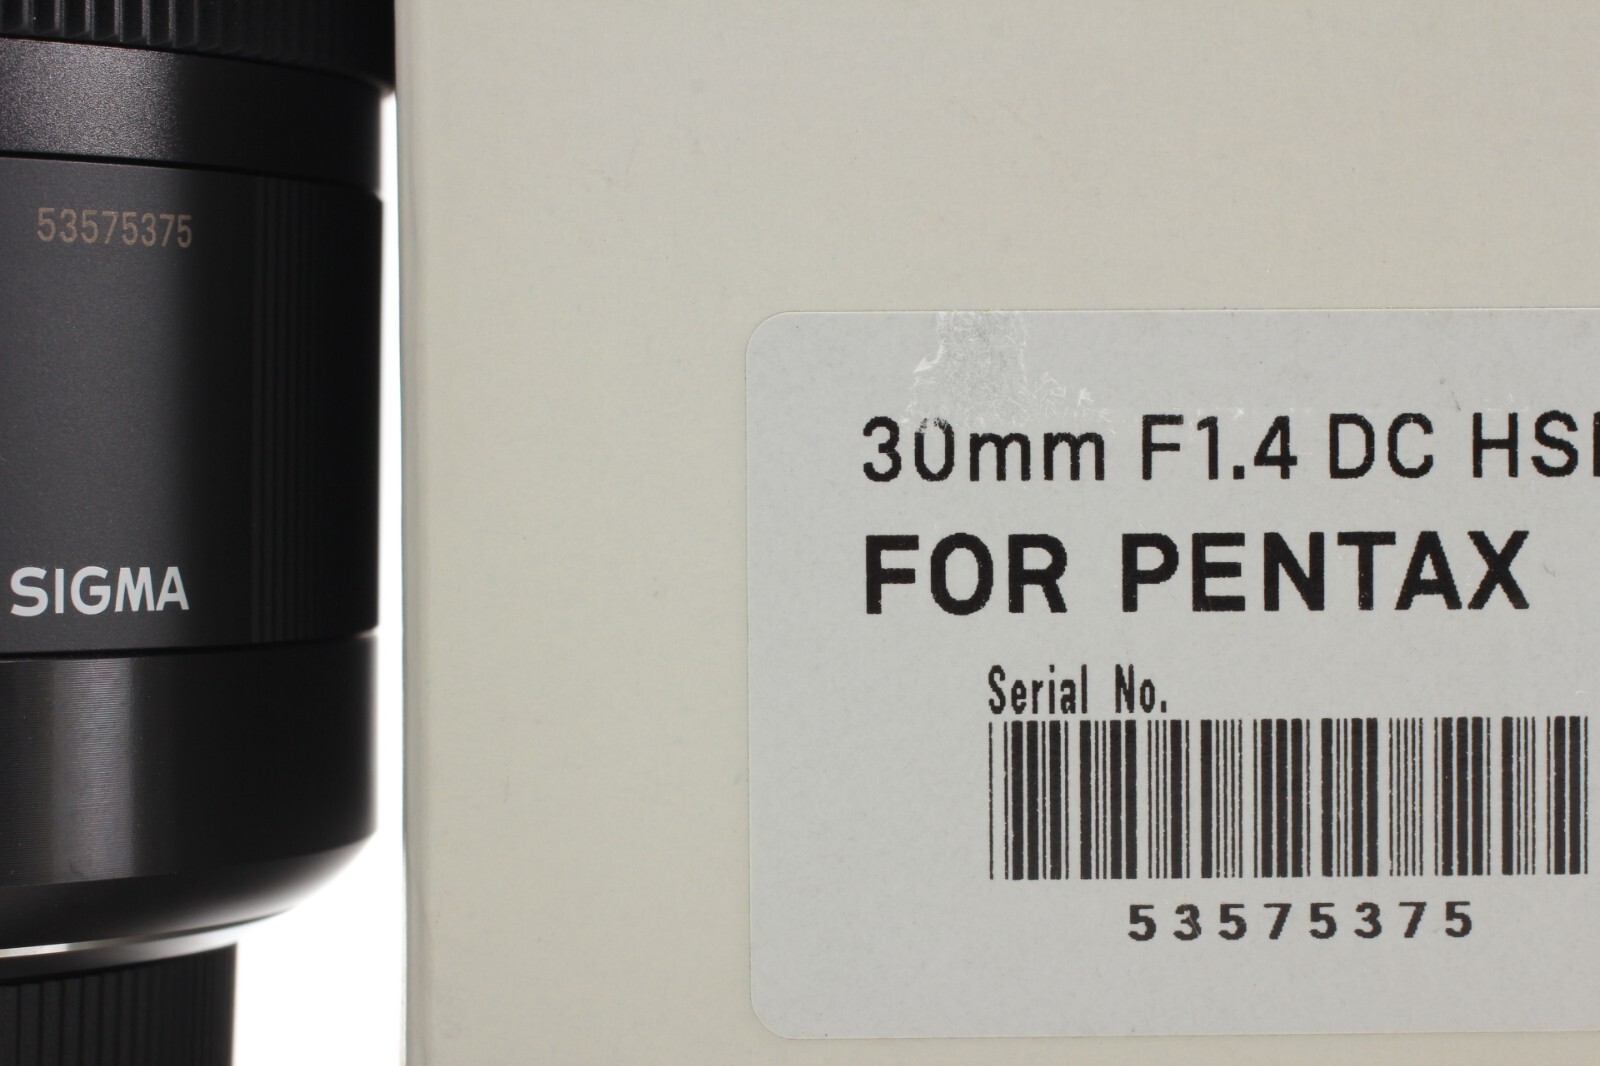 53575375
SIGMA
30mm F1.4 DC HS
FOR PENTAX
Serial No.
53575375